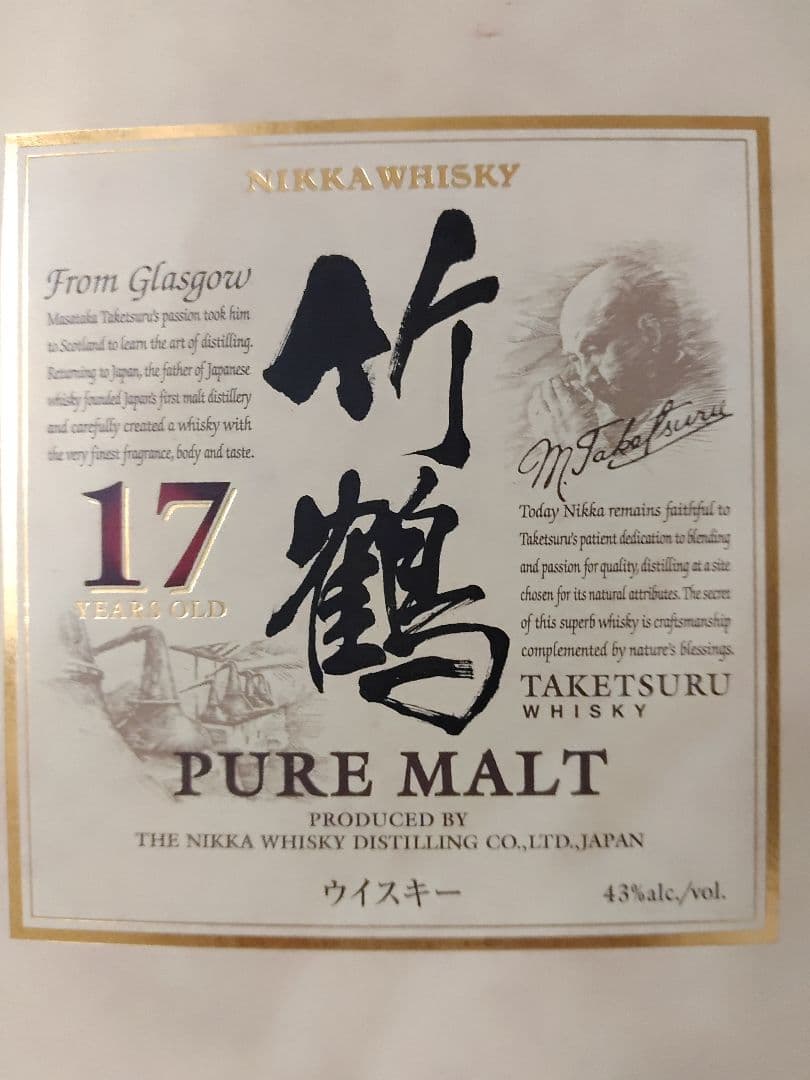 NIKKA WHISKY
From Glasgow
Masataka Taketsuru's passion took him
to Scotland to learn the art of distilling.
Returning to Japan, the father of Japanese
whisky founded Japan's first malt distillery
and carefully created a whisky with
the very finest fragrance, body and taste.
17
YEARS OLD
竹鶴
M. Taketsuru
Today Nikka remains faithful to
Taketsuru's patient dedication to blending
and passion for quality, distilling at a site
chosen for its natural attributes. The secret
of this superb whisky is craftsmanship
complemented by nature's blessings.
TAKETSURU
WHISKY
PURE MALT
PRODUCED BY
THE NIKKA WHISKY DISTILLING CO.,LTD.,JAPAN
ウイスキー
43%alc./vol.